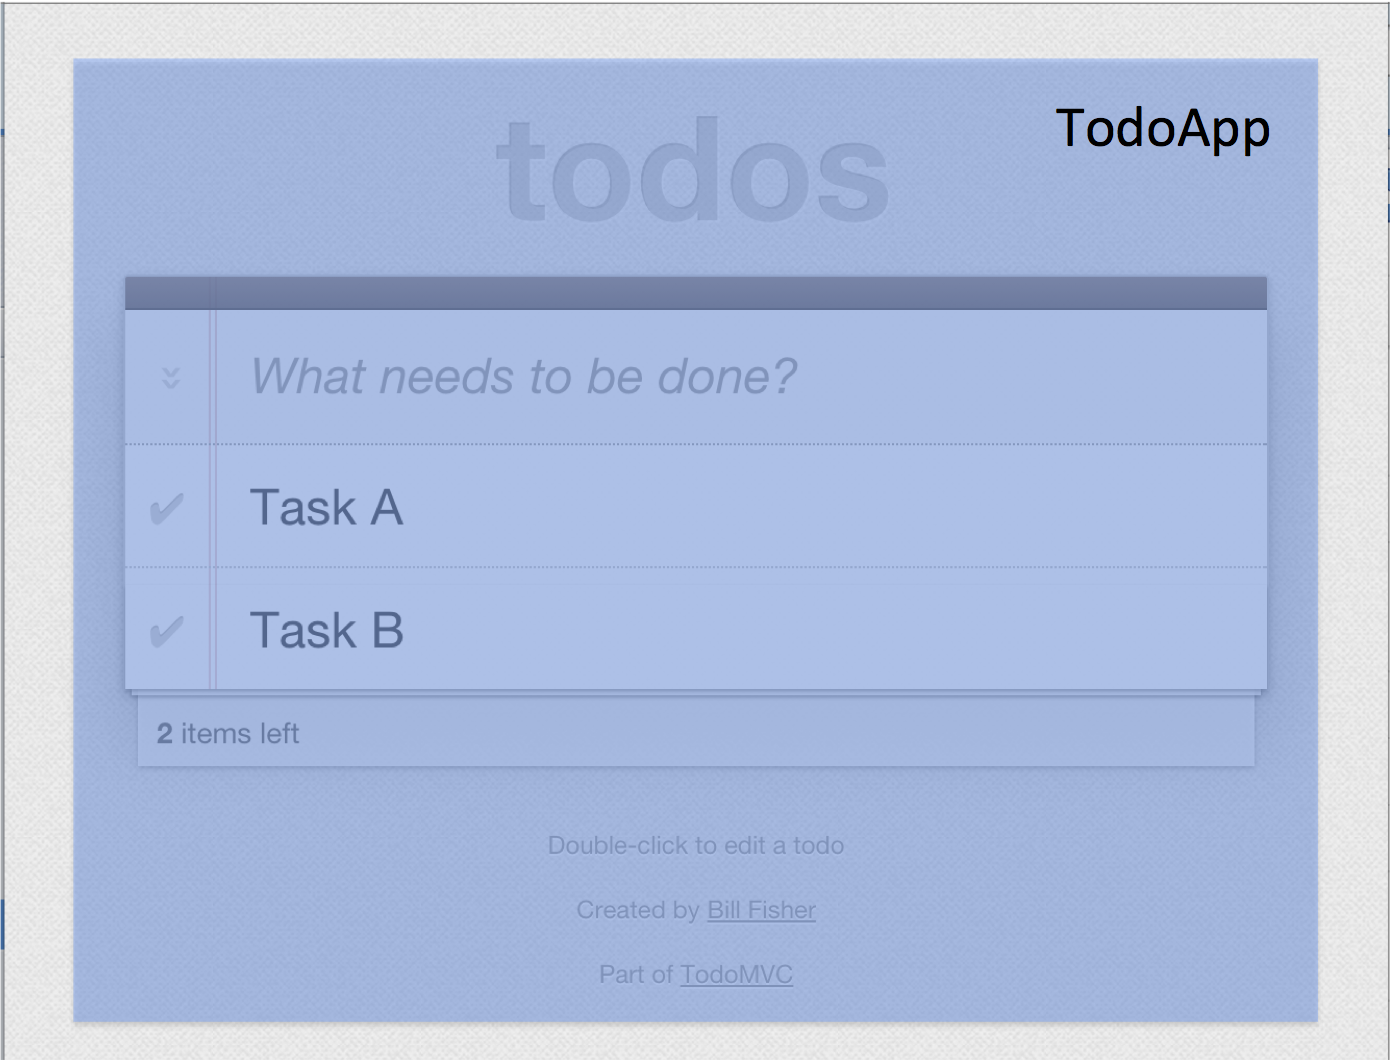 TodoApp
todos
What needs to be done?
Task A
Task B
2 items left
Double-click to edit a todo
Created by Bill Fisher
Part of TodoMVC